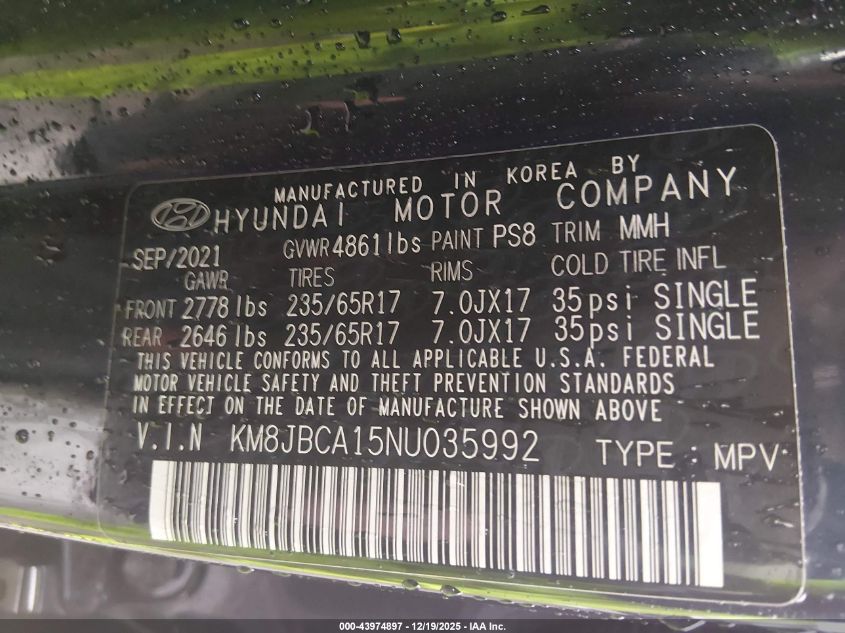 MANUFACTURED IN KOREA BY
HYUNDAI MOTOR COMPANY
SEP/2021 GVWR 4861lbs PAINT PS8 TRIM MMH
GAWR TIRES RIMS COLD TIRE INFL
FRONT 2778lbs 235/65R17 7.0JX17 35psi SINGLE
REAR 2646lbs 235/65R17 7.0JX17 35psi SINGLE
THIS VEHICLE CONFORMS TO ALL APPLICABLE U.S.A. FEDERAL
MOTOR VEHICLE SAFETY AND THEFT PREVENTION STANDARDS
IN EFFECT ON THE DATE OF MANUFACTURE SHOWN ABOVE
V.I.N KM8JBCA15NU035992 TYPE: MPV
000-43974897 - 12/19/2025 - IAA Inc.